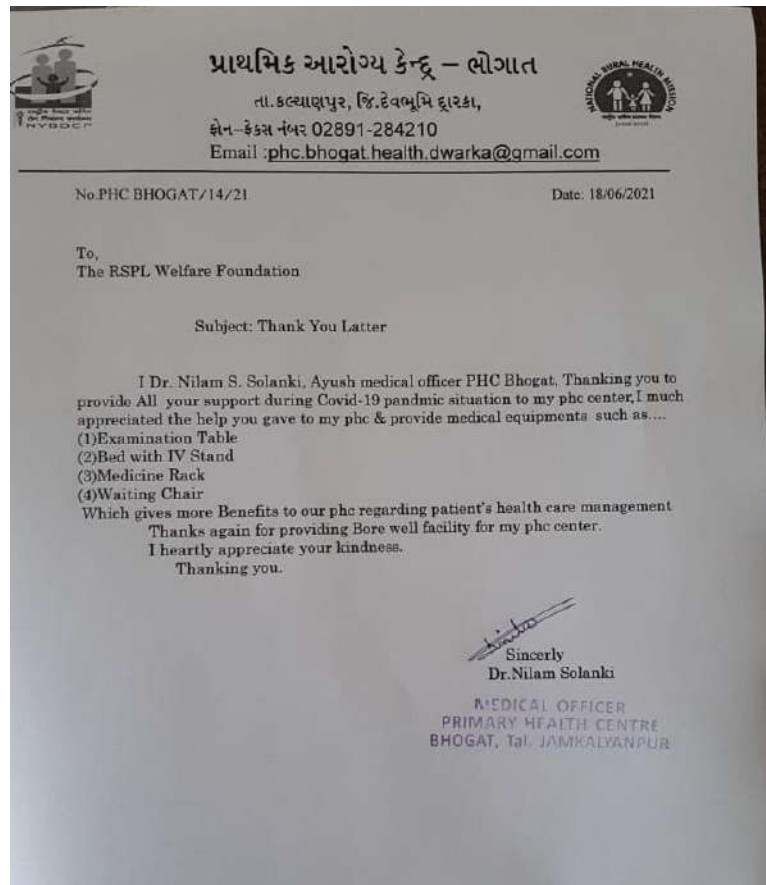 પ્રાથમિક આરોગ્ય કેન્દ્ર – ભોગાત
તા.કલ્યાણપુર, જિ.દેવભૂમિ દ્વારકા,
ફોન–ફેકસ નંબર 02891-284210
Email :phc.bhogat.health.dwarka@gmail.com
NVBDCP
NATIONAL RURAL HEALTH MISSION
No.PHC BHOGAT/14/21
Date: 18/06/2021
To,
The RSPL Welfare Foundation
Subject: Thank You Latter
I Dr. Nilam S. Solanki, Ayush medical officer PHC Bhogat, Thanking you to
provide All your support during Covid-19 pandmic situation to my phc center,I much
appreciated the help you gave to my phc & provide medical equipments such as....
(1)Examination Table
(2)Bed with IV Stand
(3)Medicine Rack
(4)Waiting Chair
Which gives more Benefits to our phc regarding patient's health care management
Thanks again for providing Bore well facility for my phc center.
I heartly appreciate your kindness.
Thanking you.
Sincerly
Dr.Nilam Solanki
MEDICAL OFFICER
PRIMARY HEALTH CENTRE
BHOGAT, Tal. JAMKALYANPUR